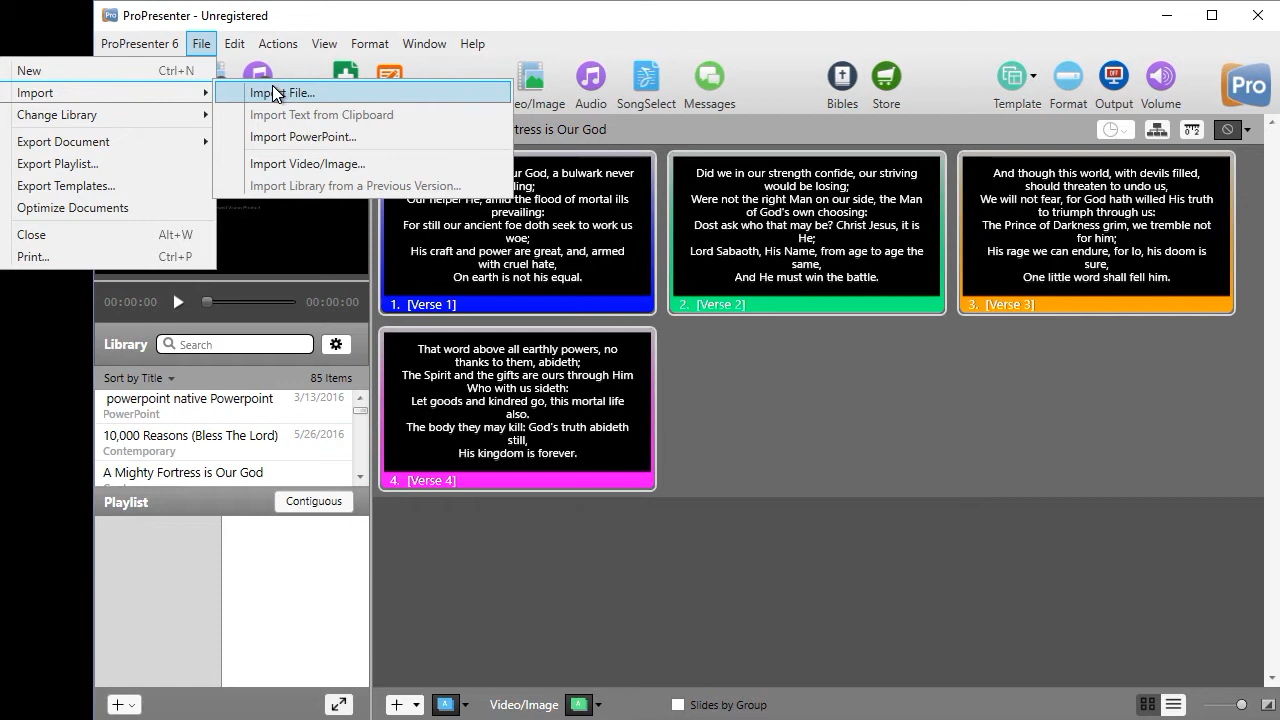 ProPresenter - Unregistered
ProPresenter 6 File Edit Actions View Format Window Help
New Ctrl+N
Import
Change Library
Export Document
Export Playlist...
Export Templates...
Optimize Documents
Close Alt+W
Print... Ctrl+P
Import File...
Import Text from Clipboard
Import PowerPoint...
Import Video/Image...
Import Library from a Previous Version...
eo/Image Audio SongSelect Messages Bibles Store Template Format Output Volume
Pro
OFF
ortress is Our God
our God, a bulwark never
ling;
Our helper He, amid the flood of mortal ills
prevailing:
For still our ancient foe doth seek to work us
woe;
His craft and power are great, and, armed
with cruel hate,
On earth is not his equal.
1. [Verse 1]
Did we in our strength confide, our striving
would be losing;
Were not the right Man on our side, the Man
of God's own choosing:
Dost ask who that may be? Christ Jesus, it is
He;
Lord Sabaoth, His Name, from age to age the
same,
And He must win the battle.
2. [Verse 2]
And though this world, with devils filled,
should threaten to undo us,
We will not fear, for God hath willed His truth
to triumph through us:
The Prince of Darkness grim, we tremble not
for him;
His rage we can endure, for lo, his doom is
sure,
One little word shall fell him.
3. [Verse 3]
That word above all earthly powers, no
thanks to them, abideth;
The Spirit and the gifts are ours through Him
Who with us sideth:
Let goods and kindred go, this mortal life
also.
The body they may kill: God's truth abideth
still,
His kingdom is forever.
4. [Verse 4]
00:00:00 00:00:00
Library Search
Sort by Title 85 Items
powerpoint native Powerpoint 3/13/2016
PowerPoint
10,000 Reasons (Bless The Lord) 5/26/2016
Contemporary
A Mighty Fortress is Our God
Playlist Contiguous
Video/Image Slides by Group